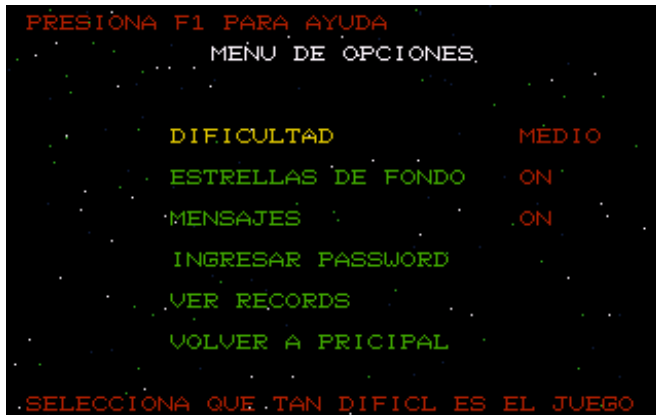 PRESIONA F1 PARA AYUDA
MENU DE OPCIONES
DIFICULTAD MEDIO
ESTRELLAS DE FONDO ON
MENSAJES ON
INGRESAR PASSWORD
VER RECORDS
VOLVER A PRICIPAL
SELECCIONA QUE TAN DIFICL ES EL JUEGO